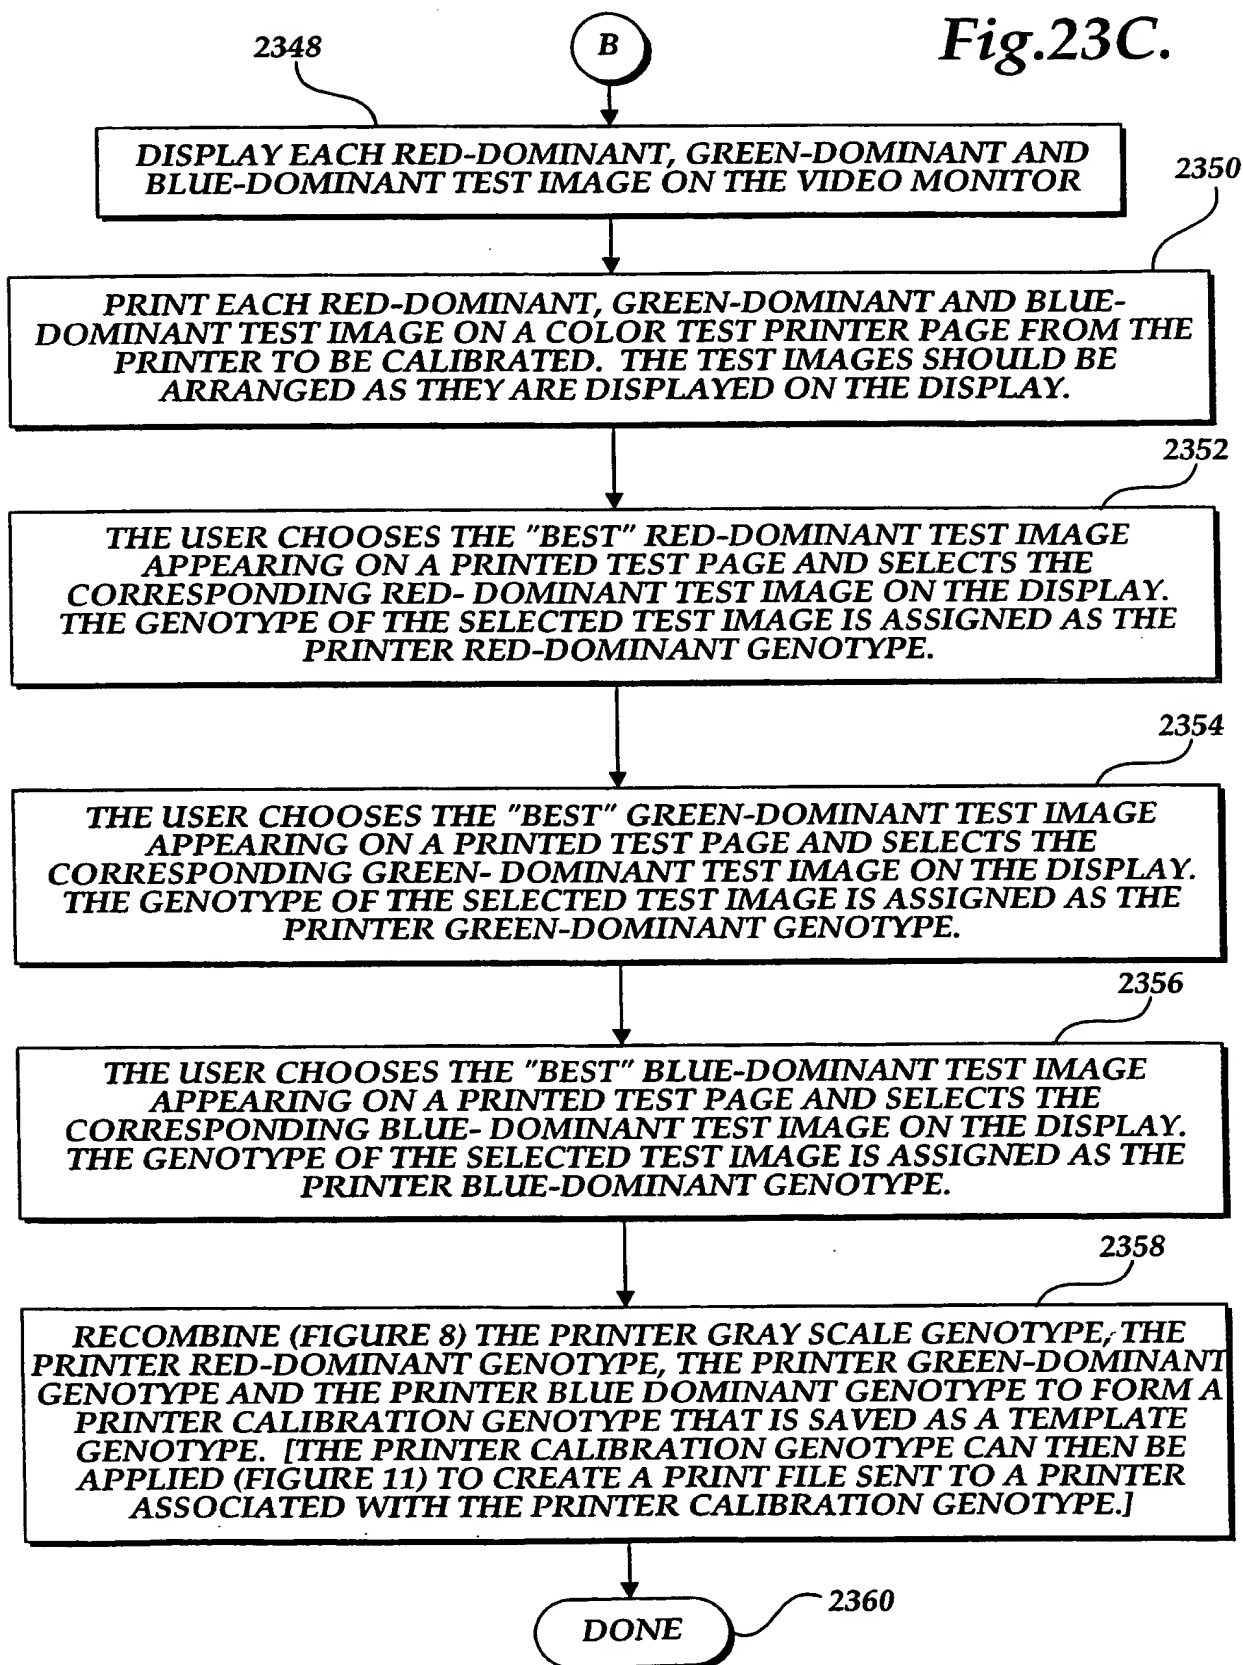 Fig.23C.
B
2348
DISPLAY EACH RED-DOMINANT, GREEN-DOMINANT AND
BLUE-DOMINANT TEST IMAGE ON THE VIDEO MONITOR
2350
PRINT EACH RED-DOMINANT, GREEN-DOMINANT AND BLUE-
DOMINANT TEST IMAGE ON A COLOR TEST PRINTER PAGE FROM THE
PRINTER TO BE CALIBRATED. THE TEST IMAGES SHOULD BE
ARRANGED AS THEY ARE DISPLAYED ON THE DISPLAY.
2352
THE USER CHOOSES THE "BEST" RED-DOMINANT TEST IMAGE
APPEARING ON A PRINTED TEST PAGE AND SELECTS THE
CORRESPONDING RED- DOMINANT TEST IMAGE ON THE DISPLAY.
THE GENOTYPE OF THE SELECTED TEST IMAGE IS ASSIGNED AS THE
PRINTER RED-DOMINANT GENOTYPE.
2354
THE USER CHOOSES THE "BEST" GREEN-DOMINANT TEST IMAGE
APPEARING ON A PRINTED TEST PAGE AND SELECTS THE
CORRESPONDING GREEN- DOMINANT TEST IMAGE ON THE DISPLAY.
THE GENOTYPE OF THE SELECTED TEST IMAGE IS ASSIGNED AS THE
PRINTER GREEN-DOMINANT GENOTYPE.
2356
THE USER CHOOSES THE "BEST" BLUE-DOMINANT TEST IMAGE
APPEARING ON A PRINTED TEST PAGE AND SELECTS THE
CORRESPONDING BLUE- DOMINANT TEST IMAGE ON THE DISPLAY.
THE GENOTYPE OF THE SELECTED TEST IMAGE IS ASSIGNED AS THE
PRINTER BLUE-DOMINANT GENOTYPE.
2358
RECOMBINE (FIGURE 8) THE PRINTER GRAY SCALE GENOTYPE, THE
PRINTER RED-DOMINANT GENOTYPE, THE PRINTER GREEN-DOMINANT
GENOTYPE AND THE PRINTER BLUE DOMINANT GENOTYPE TO FORM A
PRINTER CALIBRATION GENOTYPE THAT IS SAVED AS A TEMPLATE
GENOTYPE. [THE PRINTER CALIBRATION GENOTYPE CAN THEN BE
APPLIED (FIGURE 11) TO CREATE A PRINT FILE SENT TO A PRINTER
ASSOCIATED WITH THE PRINTER CALIBRATION GENOTYPE.]
DONE
2360